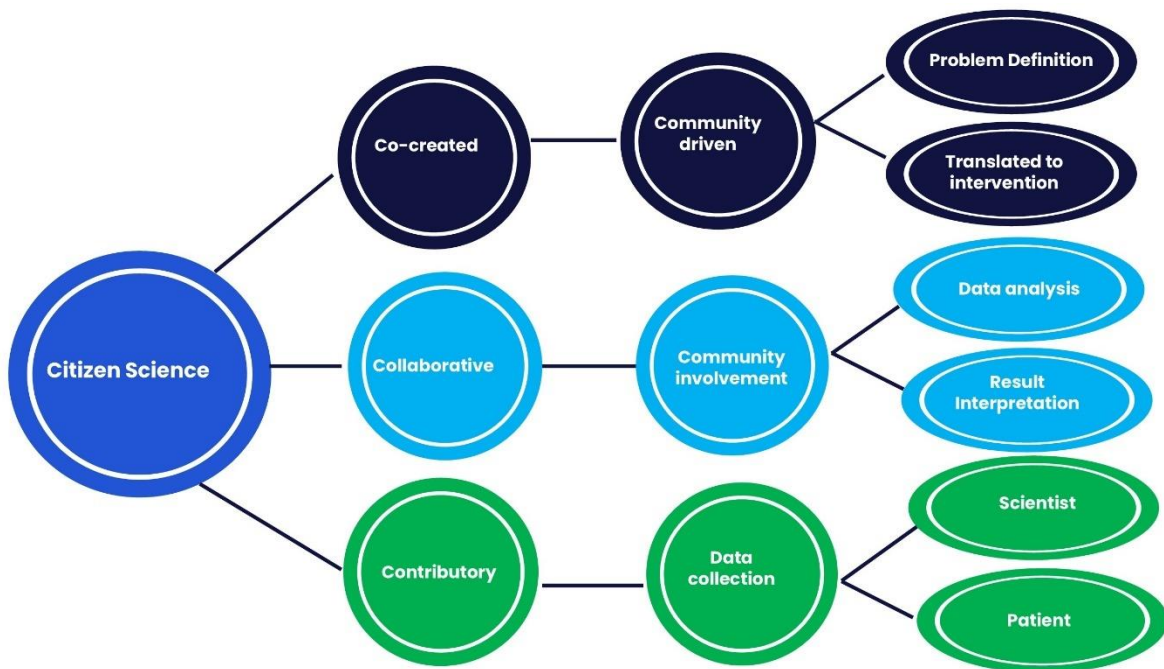 Citizen Science
Co-created
Community
driven
Problem Definition
Translated to
intervention
Collaborative
Community
involvement
Data analysis
Result
Interpretation
Contributory
Data
collection
Scientist
Patient